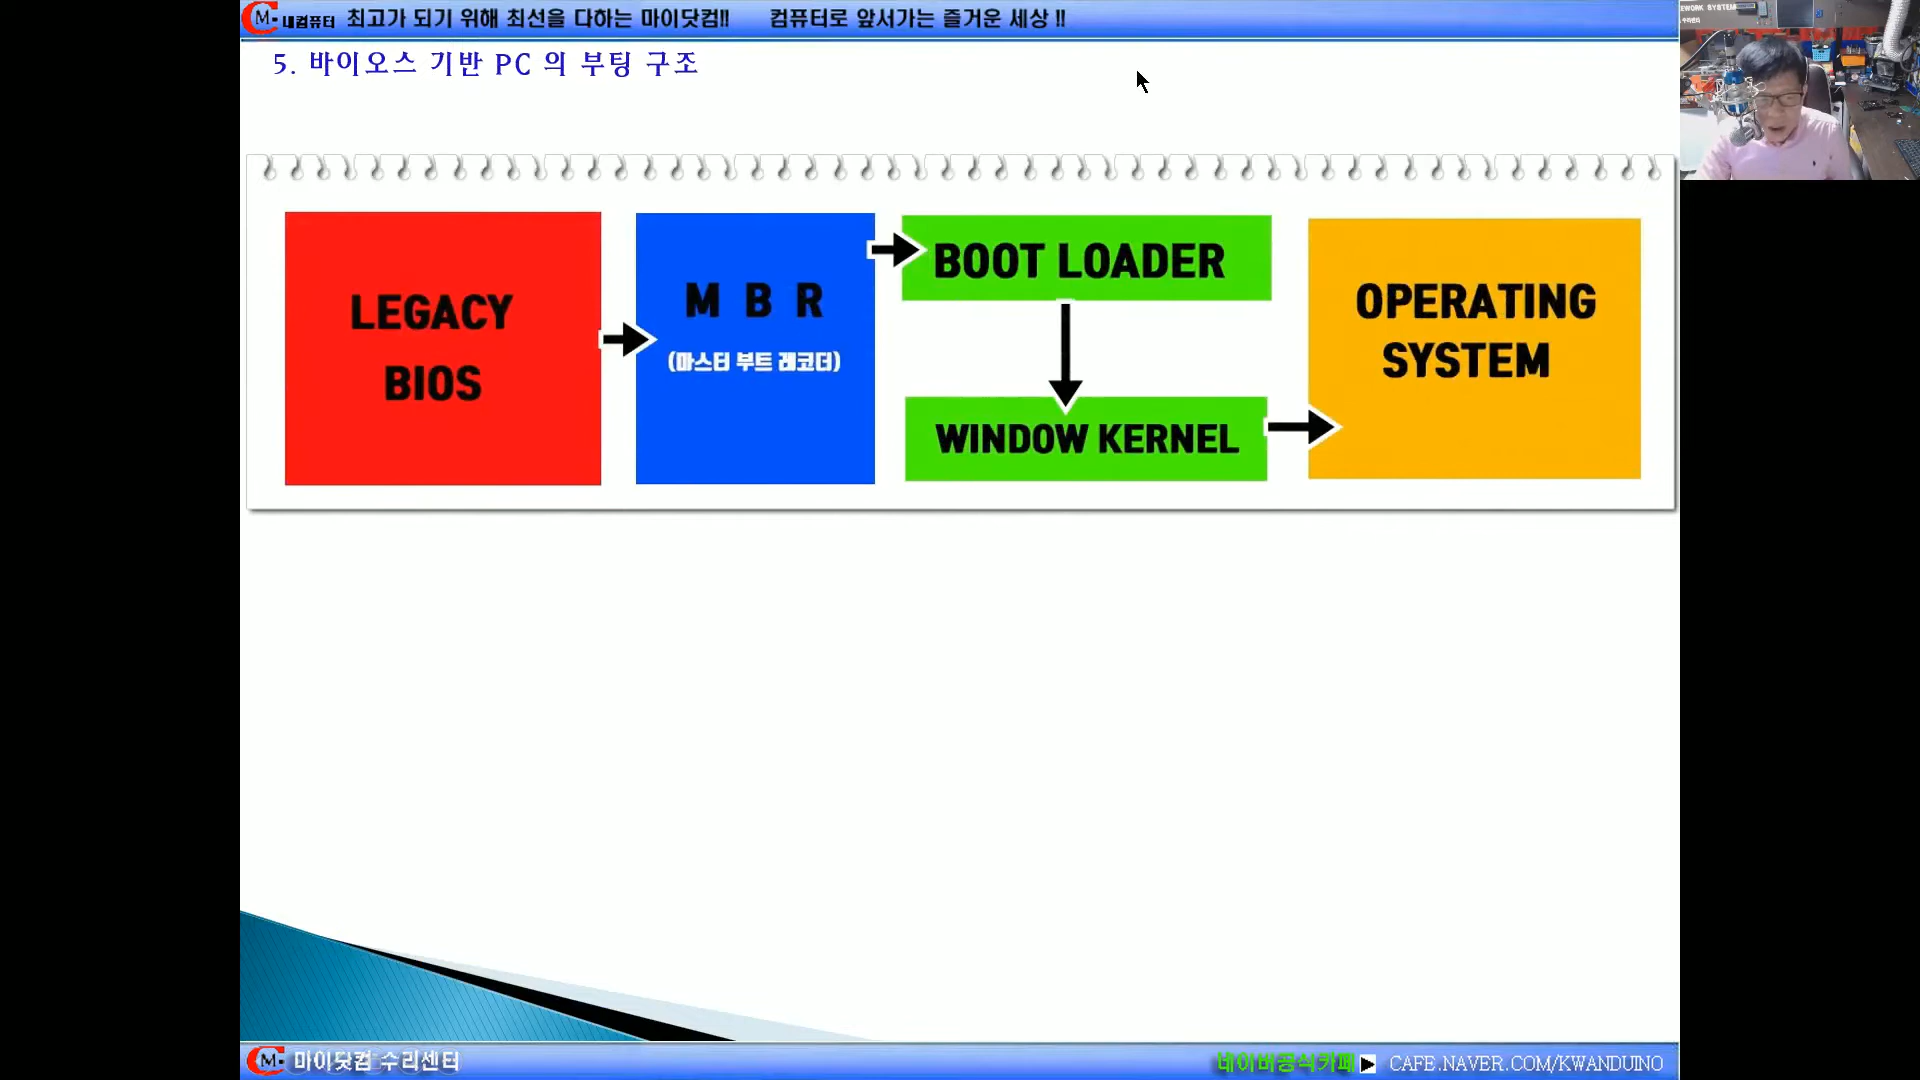 M 내컴퓨터 최고가 되기 위해 최선을 다하는 마이닷컴!! 컴퓨터로 앞서가는 즐거운 세상 !!
EWORK SYSTEM
5. 바이오스 기반 PC 의 부팅 구조
LEGACY
BIOS
M B R
(마스터 부트 레코더)
BOOT LOADER
WINDOW KERNEL
OPERATING
SYSTEM
M 마이닷컴 수리센터
네이버공식카페 ▶ CAFE.NAVER.COM/KWANDUINO